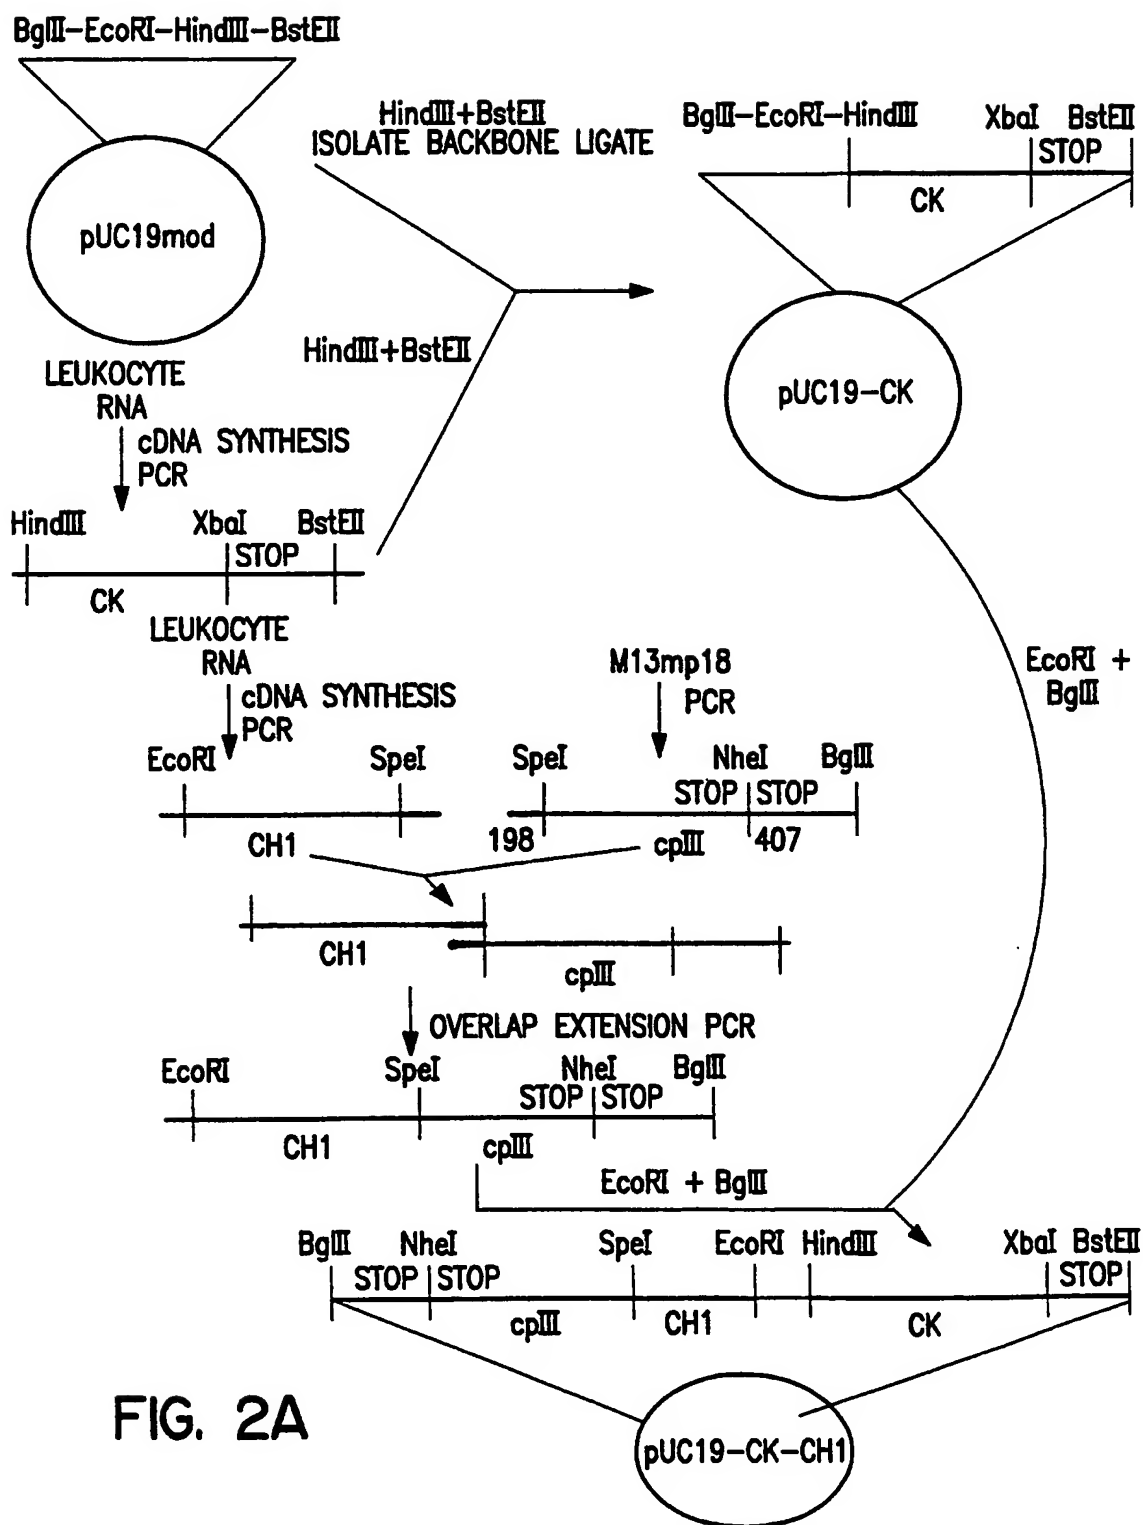 BglII-EcoRI-HindIII-BstEII
pUC19mod
HindIII+BstEII
ISOLATE BACKBONE LIGATE
BglII-EcoRI-HindIII XbaI BstEII
STOP
CK
pUC19-CK
HindIII+BstEII
LEUKOCYTE
RNA
cDNA SYNTHESIS
PCR
HindIII XbaI BstEII
STOP
CK
LEUKOCYTE
RNA
cDNA SYNTHESIS
PCR
M13mp18
PCR
EcoRI +
BglII
EcoRI SpeI
CH1
SpeI NheI BglII
STOP STOP
198 cpIII 407
CH1
cpIII
OVERLAP EXTENSION PCR
EcoRI SpeI NheI BglII
STOP STOP
CH1 cpIII
EcoRI + BglII
BglII NheI SpeI EcoRI HindIII XbaI BstEII
STOP STOP STOP
cpIII CH1 CK
pUC19-CK-CH1
FIG. 2A